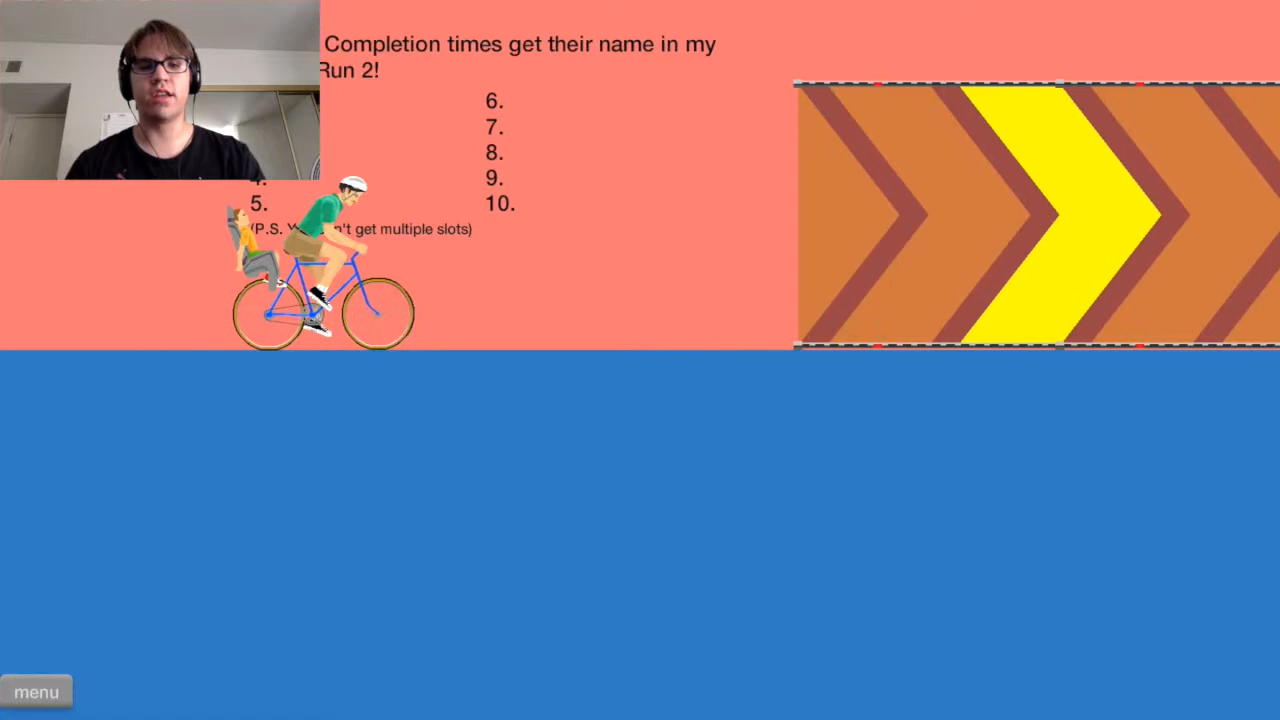 Completion times get their name in my
Run 2!
6.
7.
8.
4. 9.
5. 10.
(P.S. get multiple slots)
menu